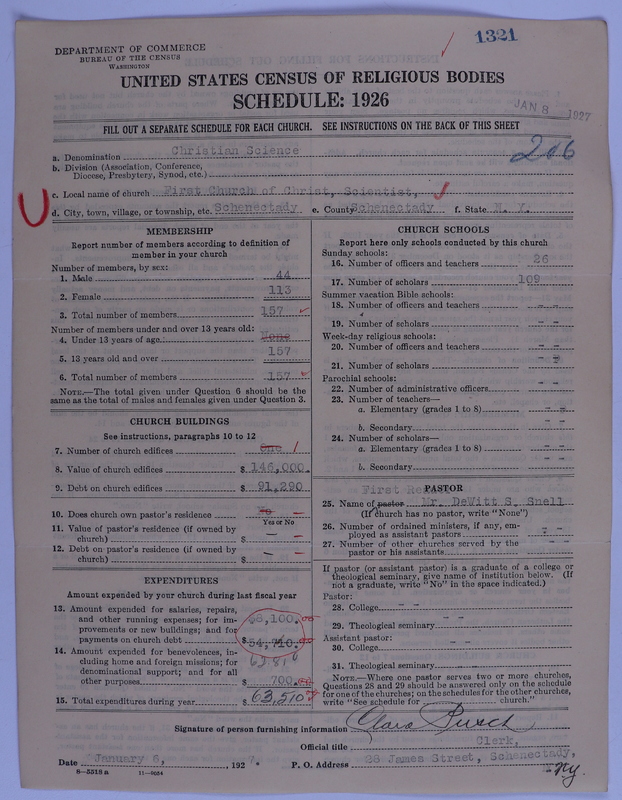 1321
DEPARTMENT OF COMMERCE
BUREAU OF THE CENSUS
WASHINGTON
UNITED STATES CENSUS OF RELIGIOUS BODIES
SCHEDULE: 1926
JAN 8 1927
FILL OUT A SEPARATE SCHEDULE FOR EACH CHURCH. SEE INSTRUCTIONS ON THE BACK OF THIS SHEET
206
a. Denomination Christian Science
b. Division (Association, Conference,
Diocese, Presbytery, Synod, etc.)
c. Local name of church First Church of Christ, Scientist,
d. City, town, village, or township, etc. Schenectady e. County Schenectady f. State N. Y.
MEMBERSHIP
Report number of members according to definition of
member in your church
Number of members, by sex:
1. Male 44
2. Female 113
3. Total number of members 157
Number of members under and over 13 years old:
4. Under 13 years of age None
5. 13 years old and over 157
6. Total number of members 157
NOTE.—The total given under Question 6 should be the
same as the total of males and females given under Question 3.
CHURCH BUILDINGS
See instructions, paragraphs 10 to 12
7. Number of church edifices One 1
8. Value of church edifices $ 146,000.
9. Debt on church edifices $ 91,290
10. Does church own pastor's residence No
Yes or No
11. Value of pastor's residence (if owned by
church) $ — —
12. Debt on pastor's residence (if owned by
church) $ — —
EXPENDITURES
Amount expended by your church during last fiscal year
13. Amount expended for salaries, repairs,
and other running expenses; for im-
provements or new buildings; and for
payments on church debt $ 54,710.00
14. Amount expended for benevolences, in-
cluding home and foreign missions; for
denominational support; and for all
other purposes $ 700.00
15. Total expenditures during year $ 63,510
CHURCH SCHOOLS
Report here only schools conducted by this church
Sunday schools:
16. Number of officers and teachers 26
17. Number of scholars 109
Summer vacation Bible schools:
18. Number of officers and teachers - -
19. Number of scholars - -
Week-day religious schools:
20. Number of officers and teachers - -
21. Number of scholars - -
Parochial schools:
22. Number of administrative officers - -
23. Number of teachers—
a. Elementary (grades 1 to 8) - -
b. Secondary - -
24. Number of scholars—
a. Elementary (grades 1 to 8) - -
b. Secondary - -
PASTOR
First Reader
25. Name of pastor Mr. DeWitt S. Snell
(If church has no pastor, write "None")
26. Number of ordained ministers, if any, em-
ployed as assistant pastors - -
27. Number of other churches served by the
pastor or his assistants - -
If pastor (or assistant pastor) is a graduate of a college or
theological seminary, give name of institution below. (If
not a graduate, write "No" in the space indicated.)
Pastor:
28. College - -
29. Theological seminary - -
Assistant pastor:
30. College - -
31. Theological seminary
NOTE.—Where one pastor serves two or more churches,
Questions 28 and 29 should be answered only on the schedule
for one of the churches; on the schedules for the other churches,
write "See schedule for church."
Signature of person furnishing information Clara Pusch
Official title Clerk,
Date January 6, 1927. P. O. Address 26 James Street, Schenectady,
N.y.
8—5518 a 11—9054